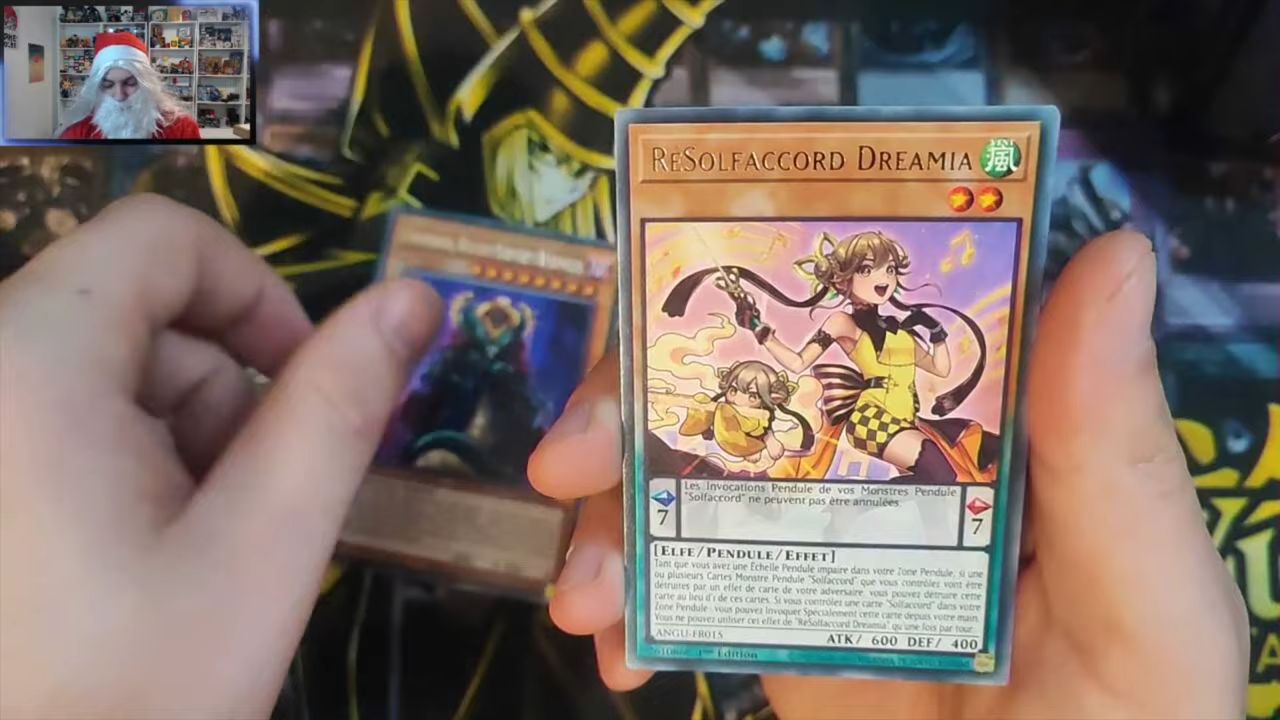 RéSolfaccord Dreamia
Les Invocations Pendule de vos Monstres Pendule
"Solfaccord" ne peuvent pas être annulées.
7
7
[Elfe/Pendule/Effet]
Tant que vous avez une Échelle Pendule impaire dans votre Zone Pendule, si une
ou plusieurs Cartes Monstre Pendule "Solfaccord" que vous contrôlez vont être
détruites par un effet de carte de votre adversaire, vous pouvez détruire cette
carte au lieu d'1 de ces cartes. Si vous contrôlez une carte "Solfaccord" dans votre
Zone Pendule : vous pouvez Invoquer Spécialement cette carte depuis votre main.
Vous ne pouvez utiliser cet effet de "RéSolfaccord Dreamia" qu'une fois par tour.
ANGU-FR015
ATK/ 600 DEF/ 400
Edition